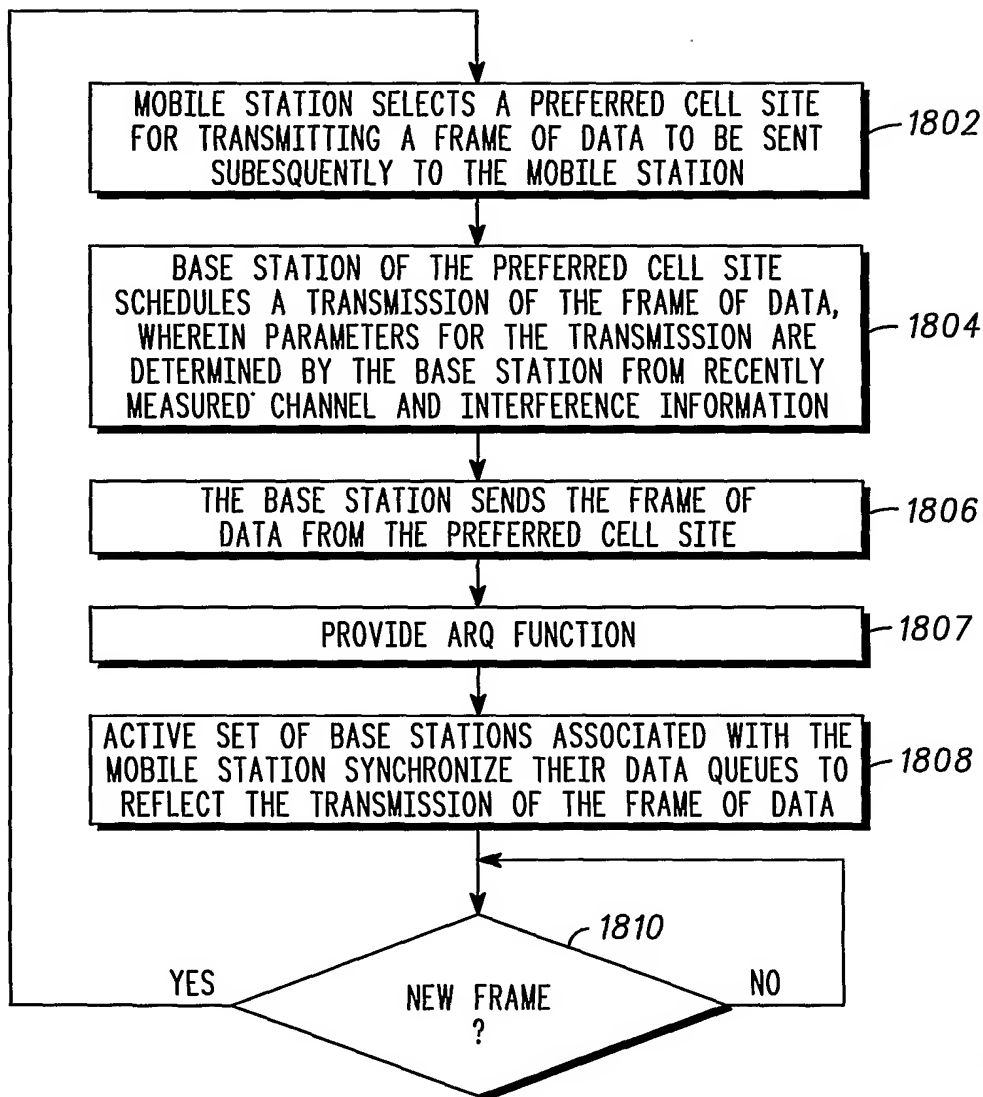 MOBILE STATION SELECTS A PREFERRED CELL SITE
FOR TRANSMITTING A FRAME OF DATA TO BE SENT
SUBESQUENTLY TO THE MOBILE STATION
1802
BASE STATION OF THE PREFERRED CELL SITE
SCHEDULES A TRANSMISSION OF THE FRAME OF DATA,
WHEREIN PARAMETERS FOR THE TRANSMISSION ARE
DETERMINED BY THE BASE STATION FROM RECENTLY
MEASURED CHANNEL AND INTERFERENCE INFORMATION
1804
THE BASE STATION SENDS THE FRAME OF
DATA FROM THE PREFERRED CELL SITE
1806
PROVIDE ARQ FUNCTION
1807
ACTIVE SET OF BASE STATIONS ASSOCIATED WITH THE
MOBILE STATION SYNCHRONIZE THEIR DATA QUEUES TO
REFLECT THE TRANSMISSION OF THE FRAME OF DATA
1808
1810
YES
NEW FRAME
?
NO